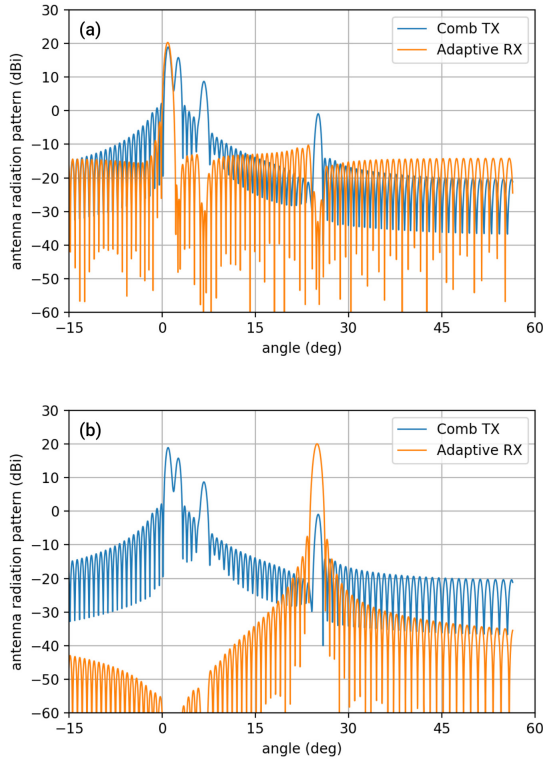 (a)
Comb TX
Adaptive RX
antenna radiation pattern (dBi)
30
20
10
0
−10
−20
−30
−40
−50
−60
−15 0 15 30 45 60
angle (deg)
(b)
Comb TX
Adaptive RX
antenna radiation pattern (dBi)
30
20
10
0
−10
−20
−30
−40
−50
−60
−15 0 15 30 45 60
angle (deg)